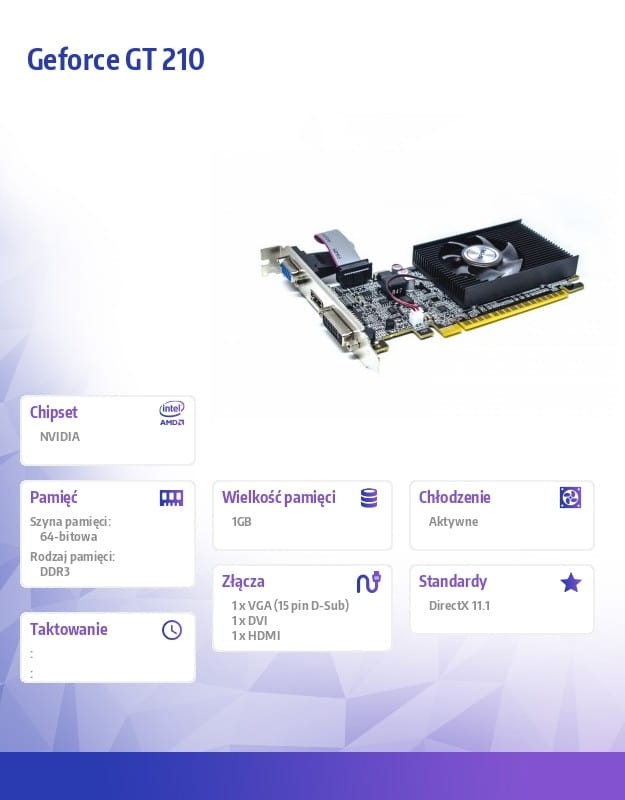 Geforce GT 210
Chipset
intel
AMD
NVIDIA
Pamięć
Szyna pamięci:
64-bitowa
Rodzaj pamięci:
DDR3
Wielkość pamięci
1GB
Chłodzenie
Aktywne
Złącza
1 x VGA (15 pin D-Sub)
1 x DVI
1 x HDMI
Standardy
DirectX 11.1
Taktowanie
:
: